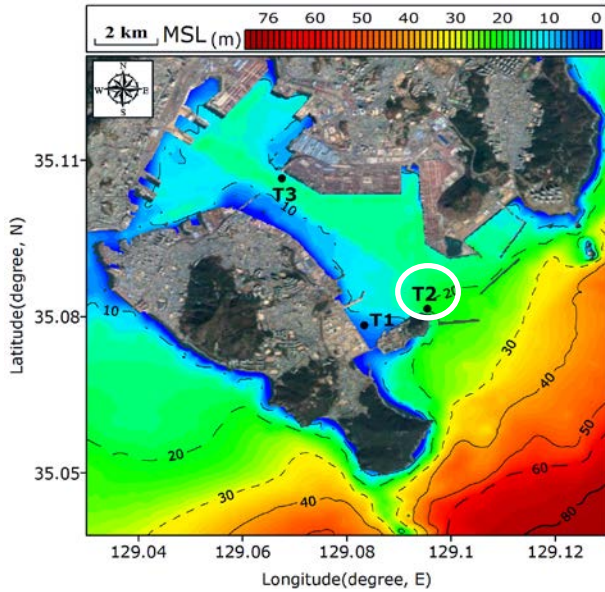 2 km MSL (m) 76 60 50 40 30 20 10 0
N
W E
S
35.11
T3
10
T2 20
35.08
10
T1
30
40
20
50
35.05
30
60
40
80
129.04 129.06 129.08 129.1 129.12
Latitude(degree, N)
Longitude(degree, E)